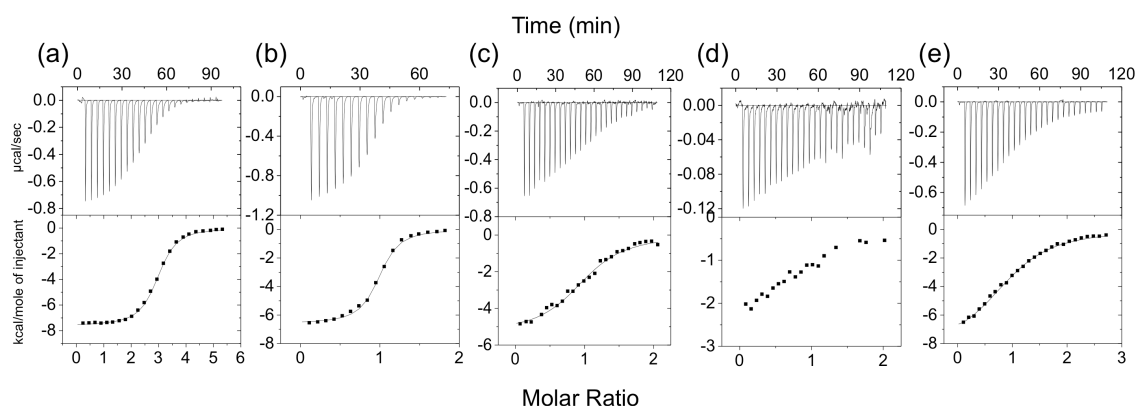 Time (min)
(a) (b) (c) (d) (e)
0 30 60 90 0 30 60 0 30 60 90 120 0 30 60 90 120 0 30 60 90 120
µcal/sec
0.0 -0.2 -0.4 -0.6 -0.8
0.0 -0.4 -0.8 -1.2
0.0 -0.2 -0.4 -0.6 -0.8
0.00 -0.04 -0.08 -0.12
0.0 -0.2 -0.4 -0.6 -0.8
kcal/mole of injectant
0 -2 -4 -6 -8
0 -2 -4 -6 -8
0 -2 -4 -6
0 -1 -2 -3
0 -2 -4 -6 -8
0 1 2 3 4 5 6 0 1 2 0 1 2 0 1 2 0 1 2 3
Molar Ratio